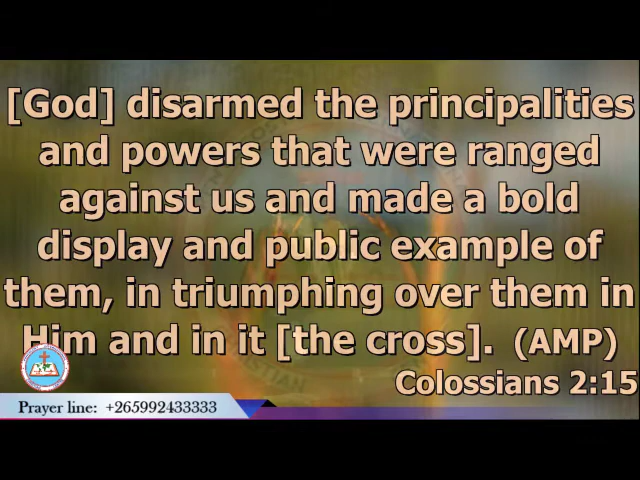 [God] disarmed the principalities
and powers that were ranged
against us and made a bold
display and public example of
them, in triumphing over them in
Him and in it [the cross]. (AMP)
Colossians 2:15
Prayer line: +265992433333